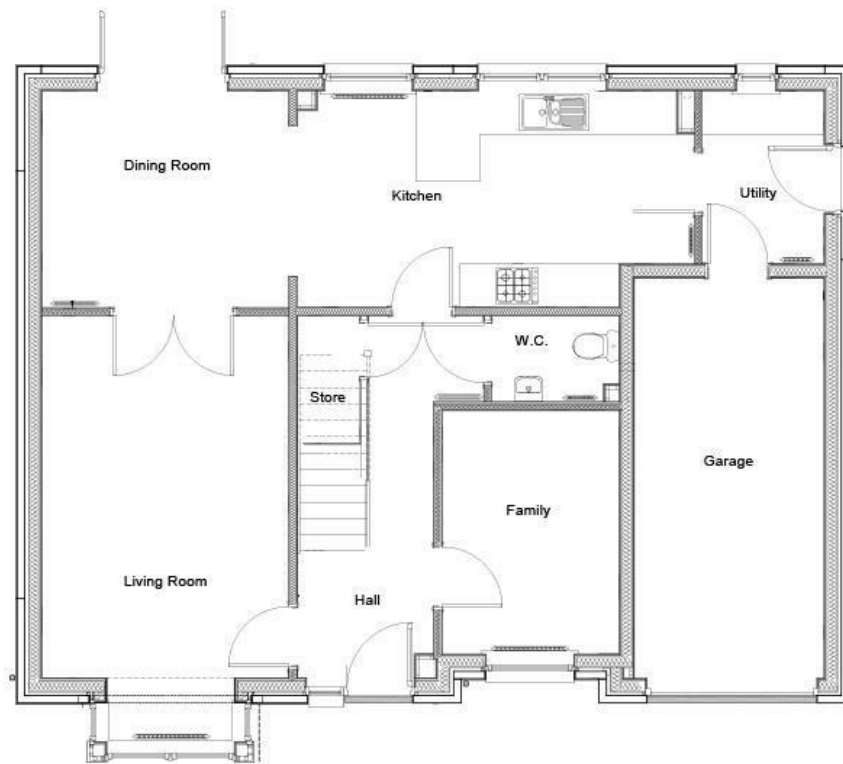 Dining Room
Kitchen
Utility
W.C.
Store
Garage
Family
Living Room
Hall